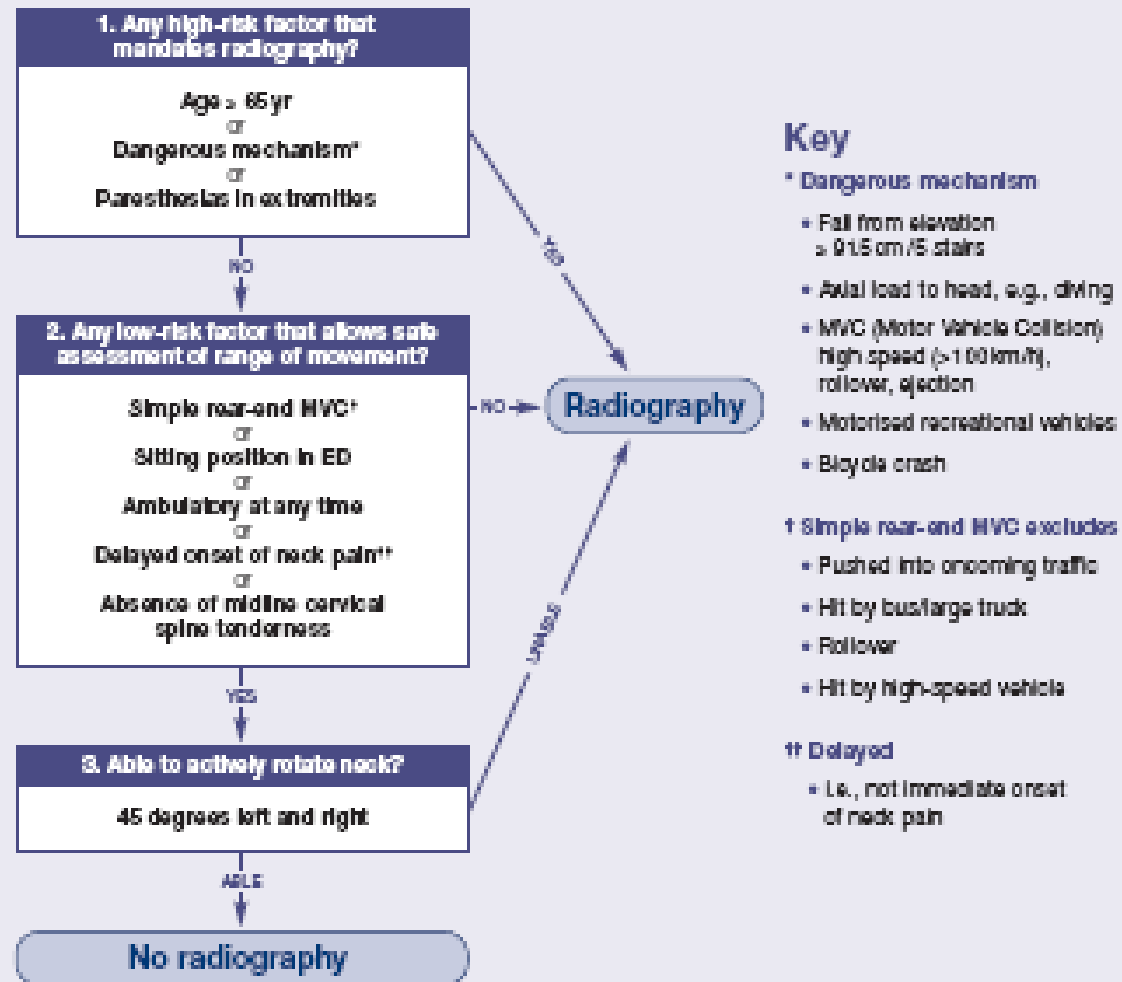 1. Any high-risk factor that
mandates radiography?
Age ≥ 65yr
or
Dangerous mechanism*
or
Paresthesias in extremities
YES
NO
2. Any low-risk factor that allows safe
assessment of range of movement?
Simple rear-end MVC†
or
Sitting position in ED
or
Ambulatory at any time
or
Delayed onset of neck pain††
or
Absence of midline cervical
spine tenderness
NO
Radiography
UNABLE
YES
3. Able to actively rotate neck?
45 degrees left and right
ABLE
No radiography
Key
* Dangerous mechanism
• Fall from elevation
≥ 91.5cm /5 stairs
• Axial load to head, e.g., diving
• MVC (Motor Vehicle Collision)
high speed (>100km/h),
rollover, ejection
• Motorised recreational vehicles
• Bicycle crash
† Simple rear-end MVC excludes
• Pushed into oncoming traffic
• Hit by bus/large truck
• Rollover
• Hit by high-speed vehicle
†† Delayed
• i.e., not immediate onset
of neck pain